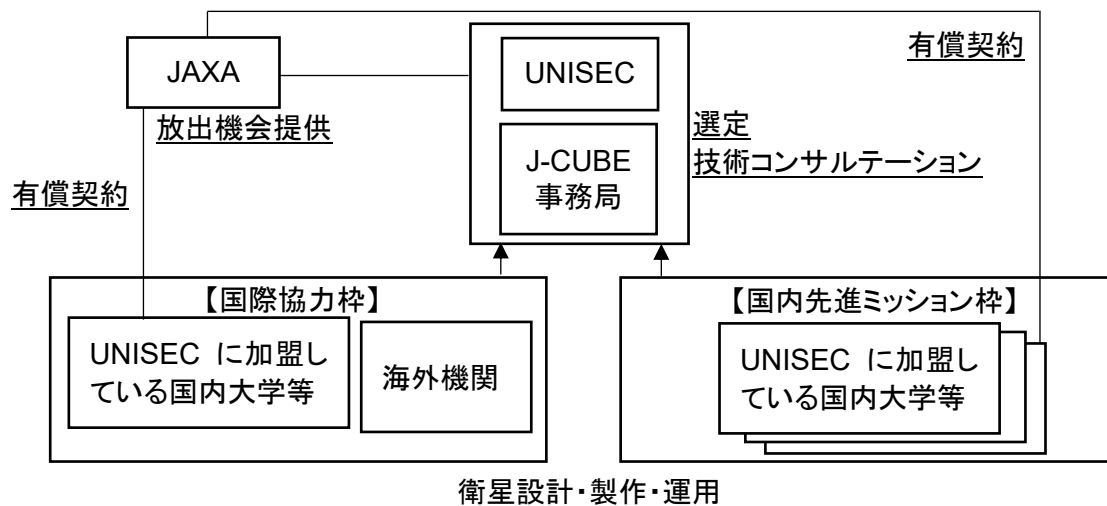 有償契約
JAXA
UNISEC
放出機会提供
選定
技術コンサルテーション
J-CUBE
事務局
有償契約
【国際協力枠】
UNISEC に加盟し
ている国内大学等
海外機関
【国内先進ミッション枠】
UNISEC に加盟し
ている国内大学等
衛星設計・製作・運用